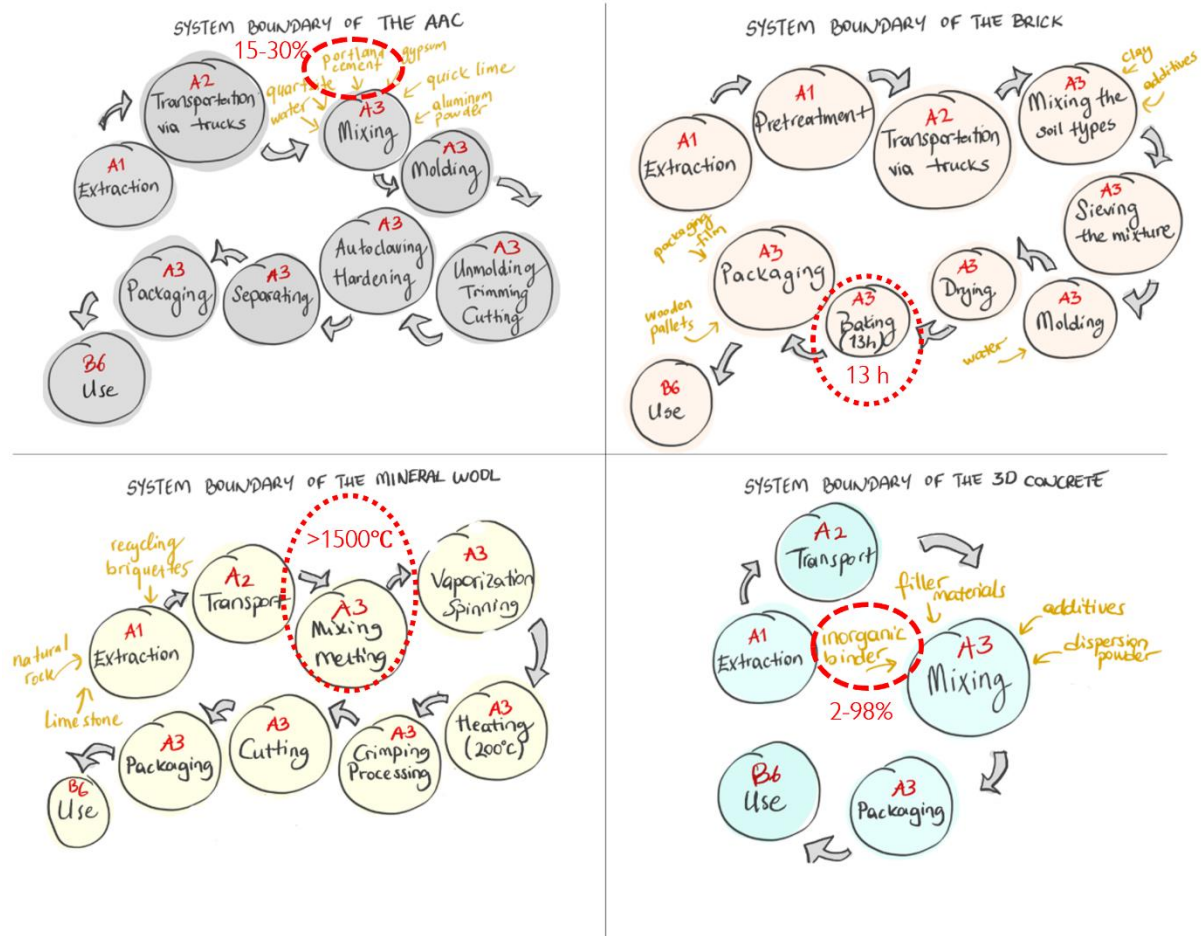 SYSTEM BOUNDARY OF THE AAC
15-30%
portland
cement
gypsum
quartzite
water
quick lime
aluminum
powder
A1
Extraction
A2
Transportation
via trucks
A3
Mixing
A3
Molding
A3
Unmolding
Trimming
Cutting
A3
Autoclaving
Hardening
A3
Separating
A3
Packaging
B6
Use
SYSTEM BOUNDARY OF THE BRICK
A1
Extraction
A1
Pretreatment
A2
Transportation
via trucks
A3
Mixing the
soil types
clay
additives
A3
Sieving
the mixture
A3
Molding
water
A3
Drying
A3
Baking
(13h)
13 h
A3
Packaging
packaging
film
wooden
pallets
B6
Use
SYSTEM BOUNDARY OF THE MINERAL WOOL
recycling
briquettes
natural
rock
limestone
A1
Extraction
A2
Transport
>1500°C
A3
Mixing
melting
A3
Vaporization
Spinning
A3
Heating
(200°C)
A3
Crimping
Processing
A3
Cutting
A3
Packaging
B6
Use
SYSTEM BOUNDARY OF THE 3D CONCRETE
A1
Extraction
A2
Transport
inorganic
binder
2-98%
filler
materials
additives
dispersion
powder
A3
Mixing
A3
Packaging
B6
Use